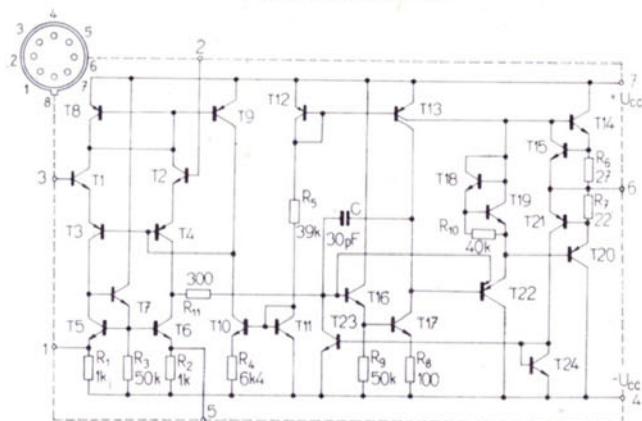 4
3 5
2 6
1 7
8
2
7
+ Ucc
T8 T9 T12 T13 T14
T15
R6
27
3
T1 T2
T18
6
R5
39k
C
30pF
T19
R10
40k
T21
R7
22
T3 T4
T20
300
R11
T7
T16
T22
T5 T6 T10 T11 T23 T17
T24
1
R1
1k
R3
50k
R2
1k
R4
6k4
R9
50k
R8
100
-Ucc
4
5